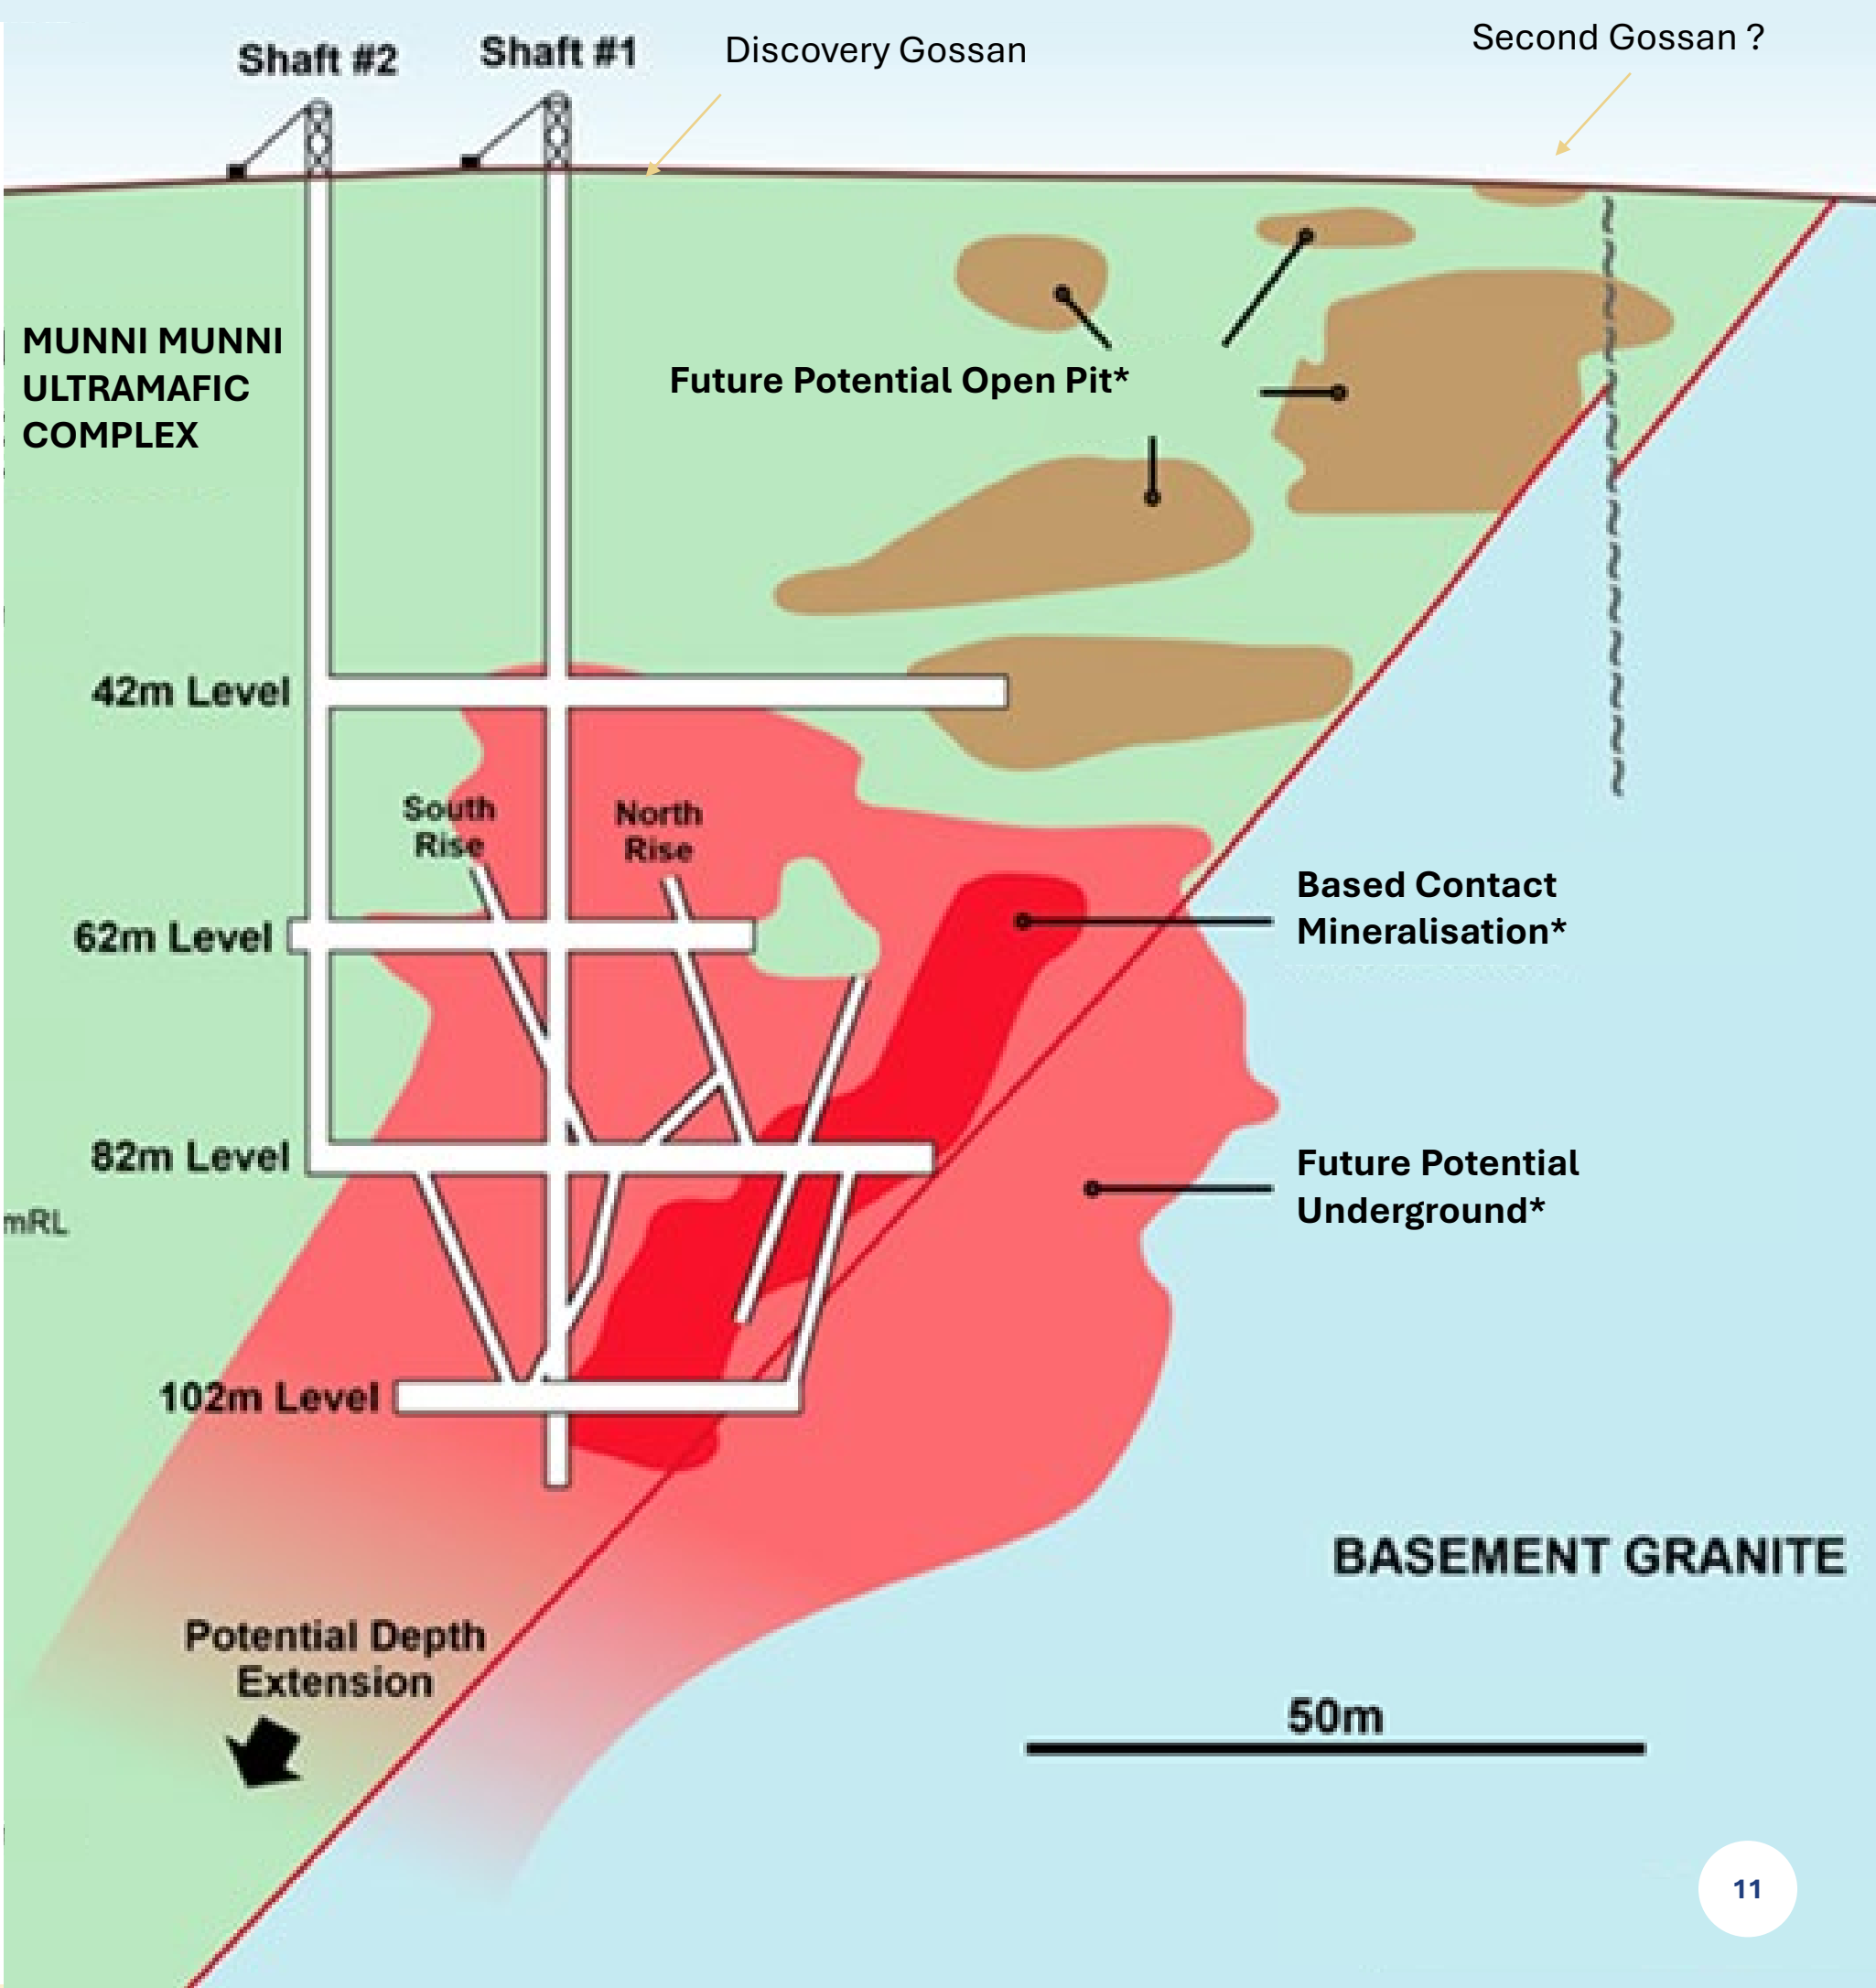 Shaft #2
Shaft #1
Discovery Gossan
Second Gossan ?
MUNNI MUNNI
ULTRAMAFIC
COMPLEX
Future Potential Open Pit*
42m Level
South
Rise
North
Rise
62m Level
Based Contact
Mineralisation*
82m Level
Future Potential
Underground*
mRL
102m Level
BASEMENT GRANITE
Potential Depth
Extension
50m
11